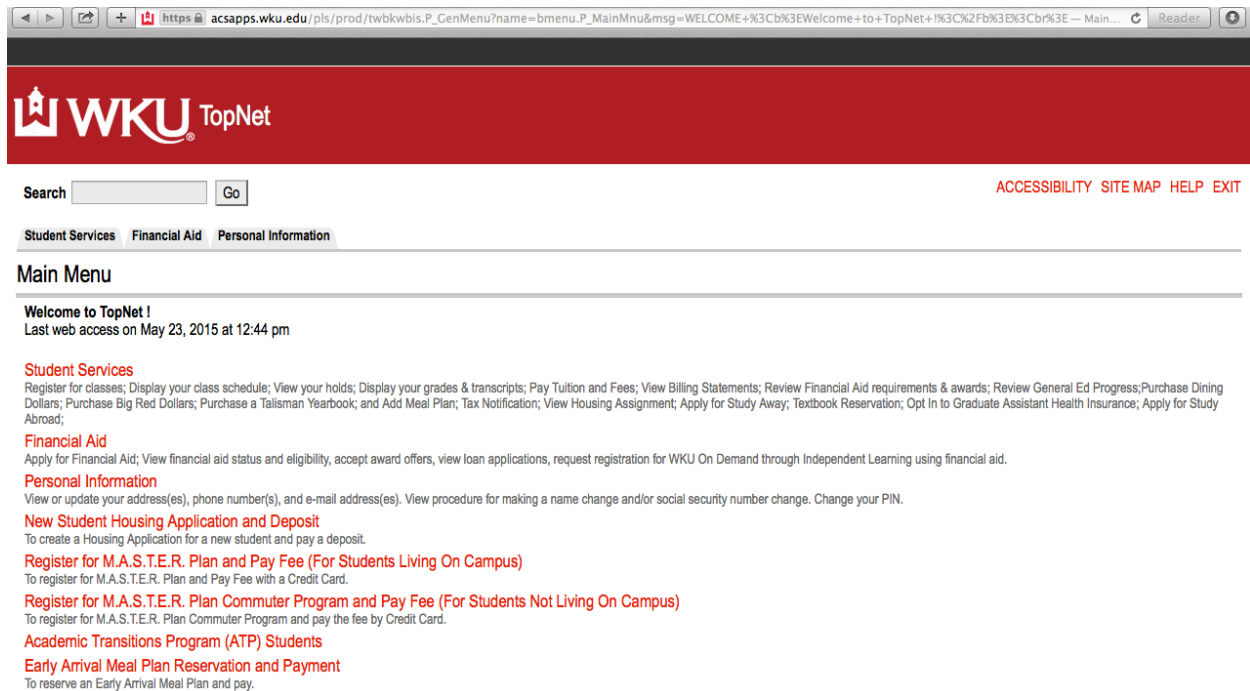 https acsapps.wku.edu/pls/prod/twbkwbis.P_GenMenu?name=bmenu.P_MainMnu&msg=WELCOME+%3Cb%3EWelcome+to+TopNet+!%3C%2Fb%3E%3Cbr%3E — Main... Reader
WKU® TopNet
Search Go ACCESSIBILITY SITE MAP HELP EXIT
Student Services Financial Aid Personal Information
Main Menu
Welcome to TopNet !
Last web access on May 23, 2015 at 12:44 pm
Student Services
Register for classes; Display your class schedule; View your holds; Display your grades & transcripts; Pay Tuition and Fees; View Billing Statements; Review Financial Aid requirements & awards; Review General Ed Progress;Purchase Dining
Dollars; Purchase Big Red Dollars; Purchase a Talisman Yearbook; and Add Meal Plan; Tax Notification; View Housing Assignment; Apply for Study Away; Textbook Reservation; Opt In to Graduate Assistant Health Insurance; Apply for Study
Abroad;
Financial Aid
Apply for Financial Aid; View financial aid status and eligibility, accept award offers, view loan applications, request registration for WKU On Demand through Independent Learning using financial aid.
Personal Information
View or update your address(es), phone number(s), and e-mail address(es). View procedure for making a name change and/or social security number change. Change your PIN.
New Student Housing Application and Deposit
To create a Housing Application for a new student and pay a deposit.
Register for M.A.S.T.E.R. Plan and Pay Fee (For Students Living On Campus)
To register for M.A.S.T.E.R. Plan and Pay Fee with a Credit Card.
Register for M.A.S.T.E.R. Plan Commuter Program and Pay Fee (For Students Not Living On Campus)
To register for M.A.S.T.E.R. Plan Commuter Program and pay the fee by Credit Card.
Academic Transitions Program (ATP) Students
Early Arrival Meal Plan Reservation and Payment
To reserve an Early Arrival Meal Plan and pay.